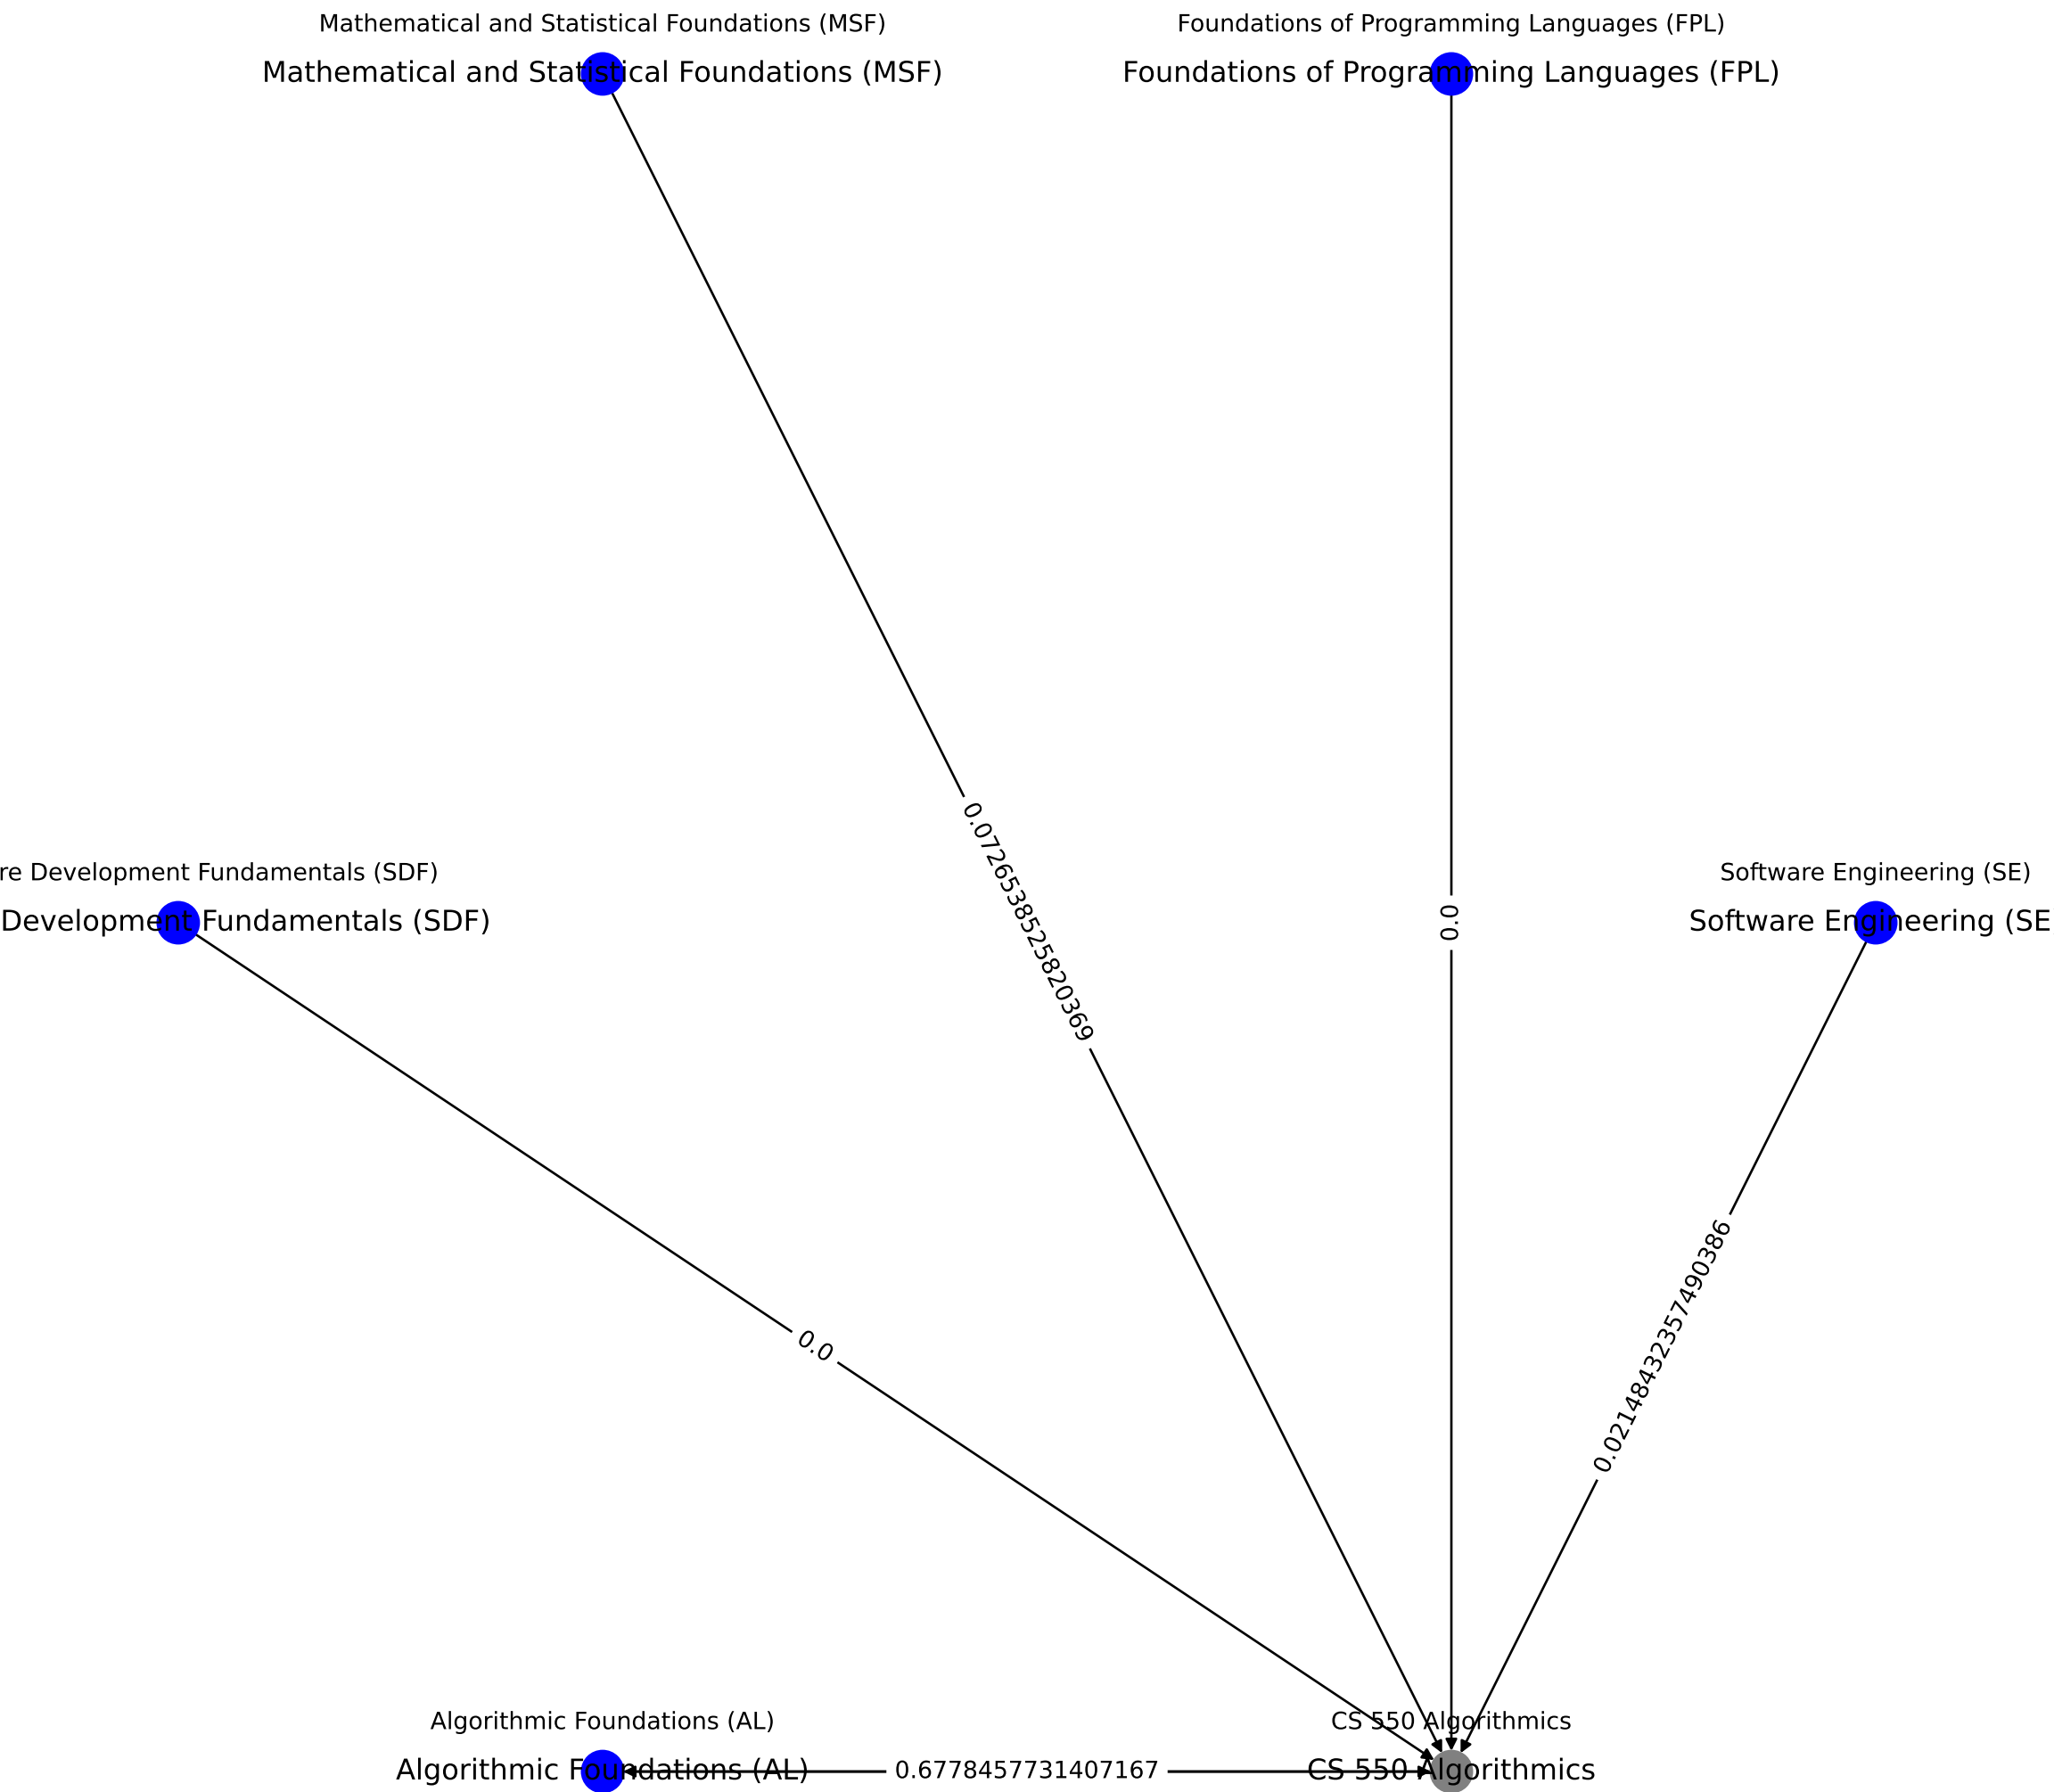 Mathematical and Statistical Foundations (MSF)
Foundations of Programming Languages (FPL)
Mathematical and Statistical Foundations (MSF)
Foundations of Programming Languages (FPL)
0.0726538525820369
0.0
re Development Fundamentals (SDF)
Software Engineering (SE)
Development Fundamentals (SDF)
Software Engineering (SE
0.02148432357490386
0.0
Algorithmic Foundations (AL)
CS 550 Algorithmics
Algorithmic Foundations (AL)
0.6778457731407167
CS 550 Algorithmics